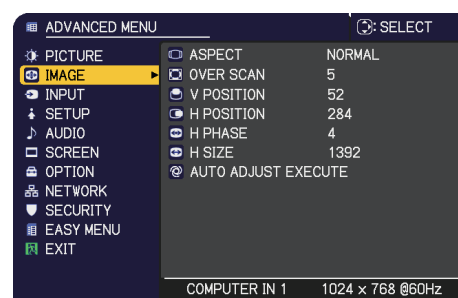 ADVANCED MENU
: SELECT
PICTURE
IMAGE
INPUT
SETUP
AUDIO
SCREEN
OPTION
NETWORK
SECURITY
EASY MENU
EXIT
ASPECT NORMAL
OVER SCAN 5
V POSITION 52
H POSITION 284
H PHASE 4
H SIZE 1392
AUTO ADJUST EXECUTE
COMPUTER IN 1 1024 × 768 @60Hz